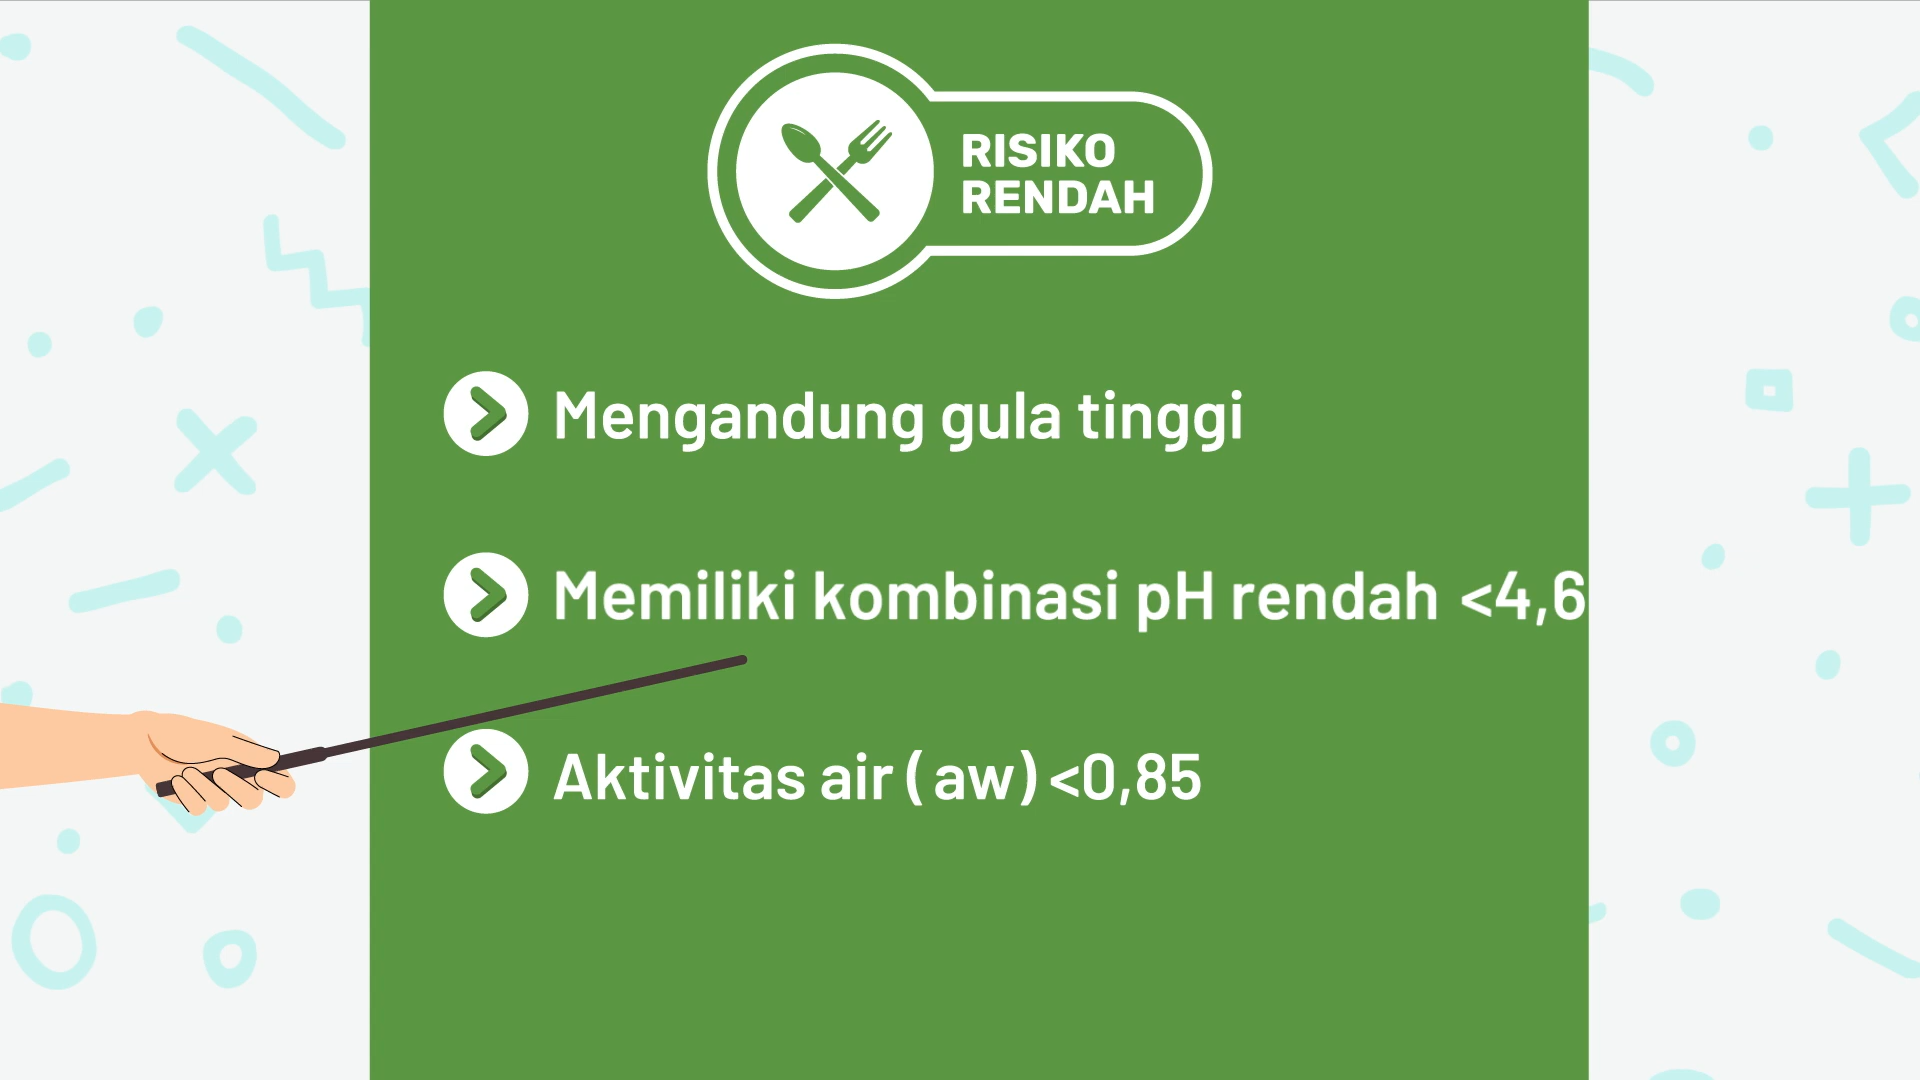 RISIKO
RENDAH
Mengandung gula tinggi
Memiliki kombinasi pH rendah <4,6
Aktivitas air (aw) <0,85